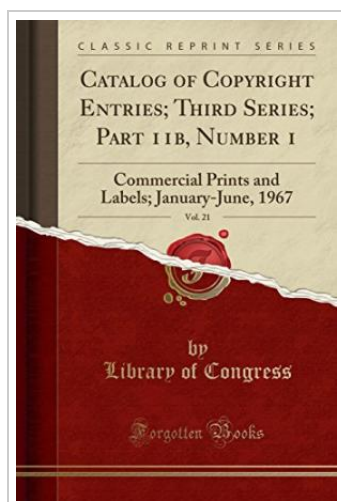 CLASSIC REPRINT SERIES
CATALOG OF COPYRIGHT
ENTRIES; THIRD SERIES;
PART 11B, NUMBER 1
Commercial Prints and
Labels; January-June, 1967
Vol. 21
by
Library of Congress
Forgotten Books